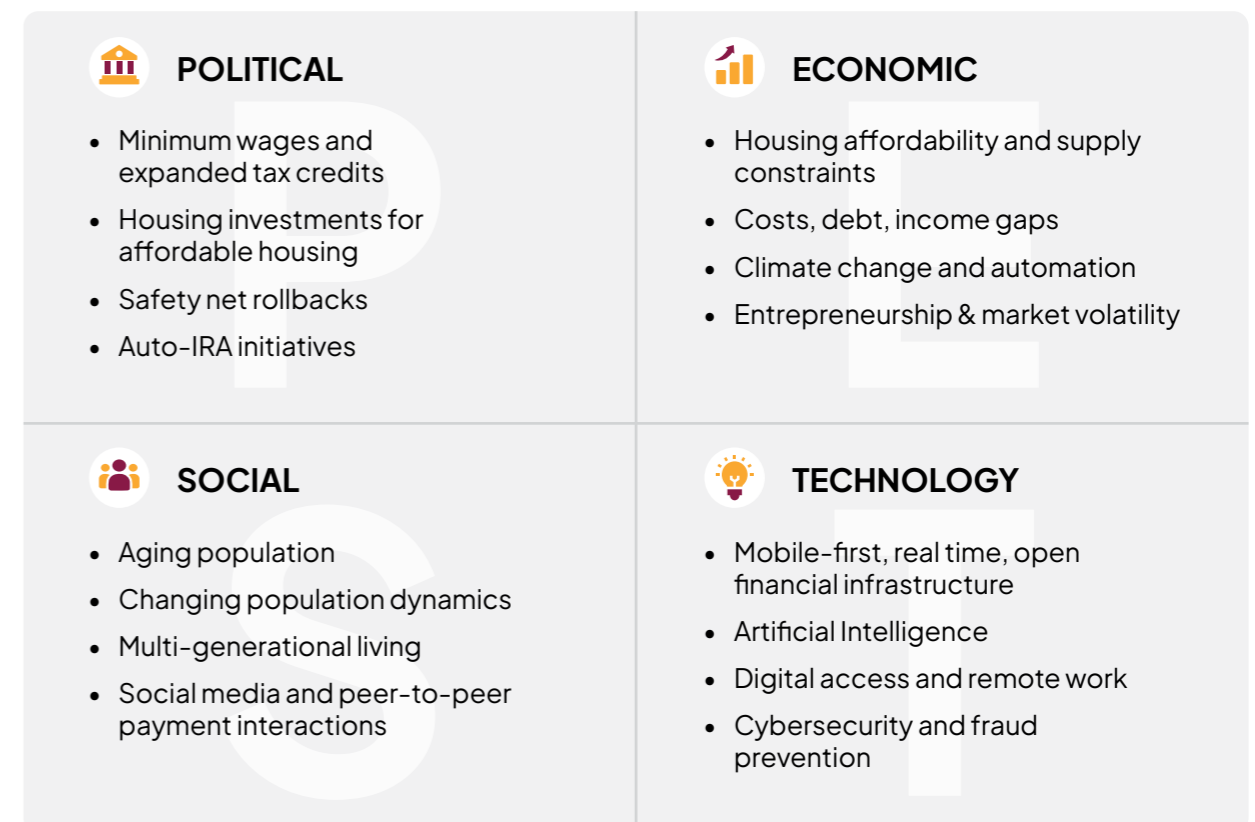 POLITICAL
• Minimum wages and
expanded tax credits
• Housing investments for
affordable housing
• Safety net rollbacks
• Auto-IRA initiatives
P
ECONOMIC
• Housing affordability and supply
constraints
• Costs, debt, income gaps
• Climate change and automation
• Entrepreneurship & market volatility
E
SOCIAL
• Aging population
• Changing population dynamics
• Multi-generational living
• Social media and peer-to-peer
payment interactions
S
TECHNOLOGY
• Mobile-first, real time, open
financial infrastructure
• Artificial Intelligence
• Digital access and remote work
• Cybersecurity and fraud
prevention
T